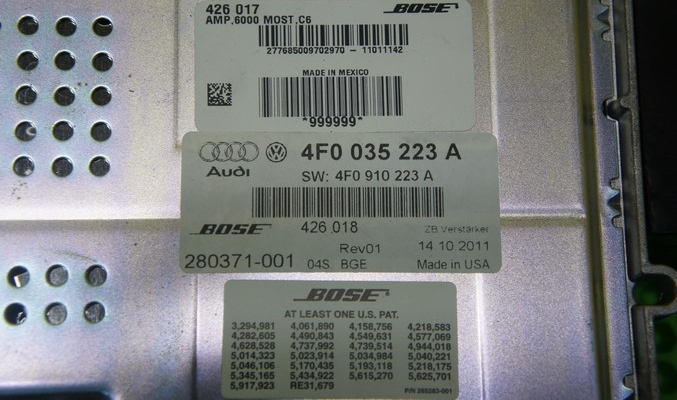 426 017 BOSE
AMP,6000 MOST,C6
277685009702970 - 11011142
MADE IN MEXICO
*999999*
Audi 4F0 035 223 A
SW: 4F0 910 223 A
BOSE 426 018 ZB Verstärker
Rev01 14 10 2011
280371-001 04S. BGE Made in USA
BOSE
AT LEAST ONE U.S. PAT.
3,294,981 4,061,890 4,158,756 4,218,583
4,282,605 4,490,843 4,549,631 4,577,069
4,628,528 4,737,992 4,739,514 4,944,018
5,014,323 5,023,914 5,034,984 5,040,221
5,046,106 5,170,435 5,193,118 5,218,175
5,345,165 5,434,922 5,615,270 5,625,701
5,917,923 RE31,679